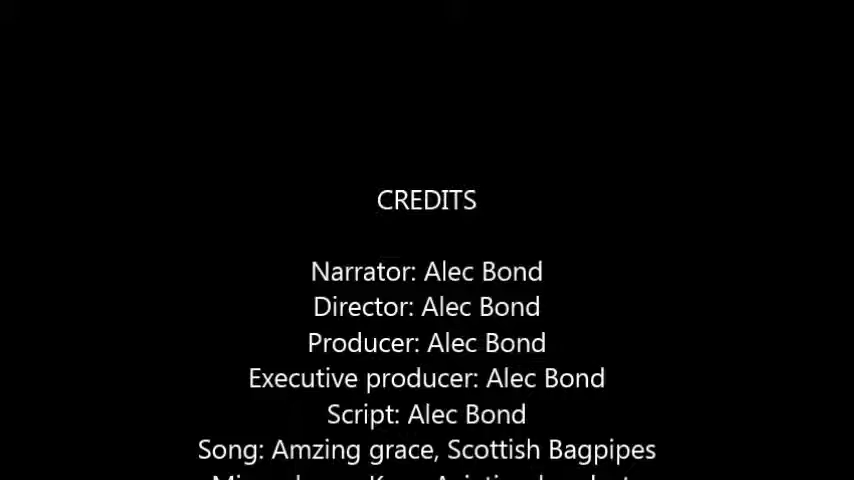 CREDITS
Narrator: Alec Bond
Director: Alec Bond
Producer: Alec Bond
Executive producer: Alec Bond
Script: Alec Bond
Song: Amzing grace, Scottish Bagpipes